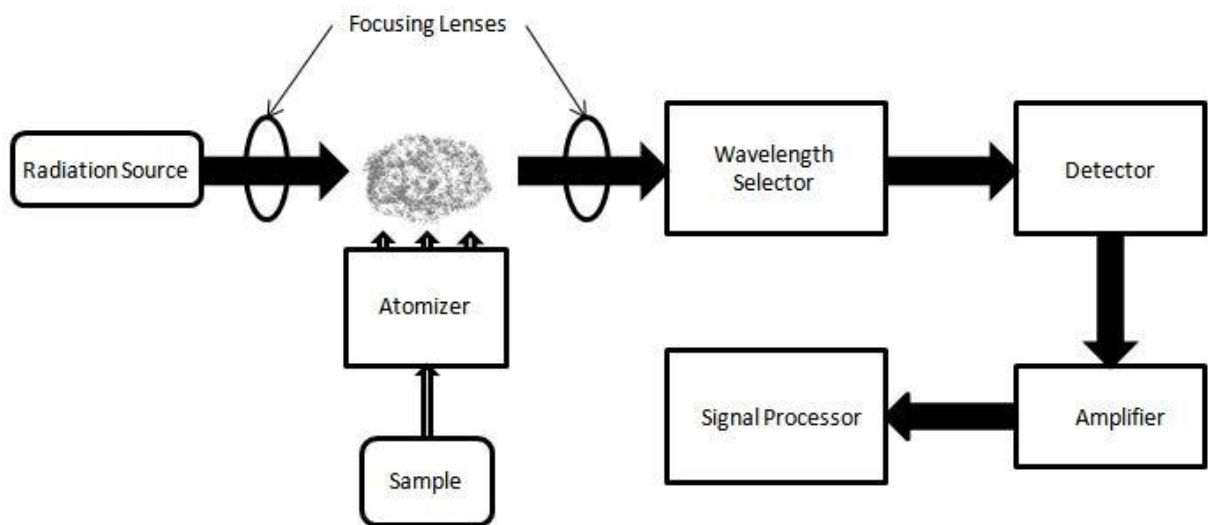 Focusing Lenses
Radiation Source
Wavelength
Selector
Detector
Atomizer
Signal Processor
Amplifier
Sample